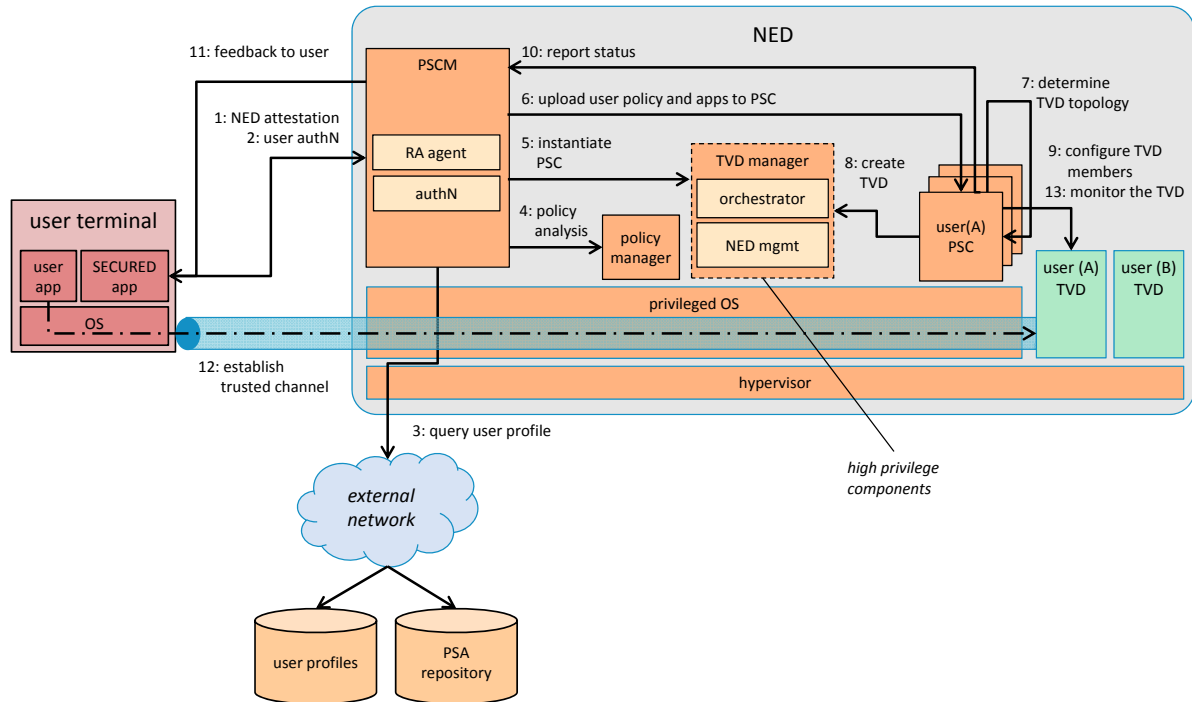 NED
11: feedback to user
PSCM
10: report status
7: determine
TVD topology
6: upload user policy and apps to PSC
1: NED attestation
2: user authN
RA agent
authN
5: instantiate
PSC
TVD manager
orchestrator
NED mgmt
8: create
TVD
9: configure TVD
members
13: monitor the TVD
4: policy
analysis
policy
manager
user(A)
PSC
user terminal
user
app
SECURED
app
OS
user (A)
TVD
user (B)
TVD
privileged OS
12: establish
trusted channel
hypervisor
3: query user profile
high privilege
components
external
network
user profiles
PSA
repository